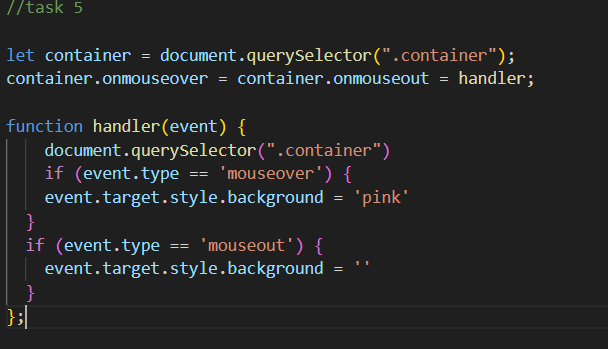 //task 5
let container = document.querySelector(".container");
container.onmouseover = container.onmouseout = handler;
function handler(event) {
document.querySelector(".container")
if (event.type == 'mouseover') {
event.target.style.background = 'pink'
}
if (event.type == 'mouseout') {
event.target.style.background = ''
}
};